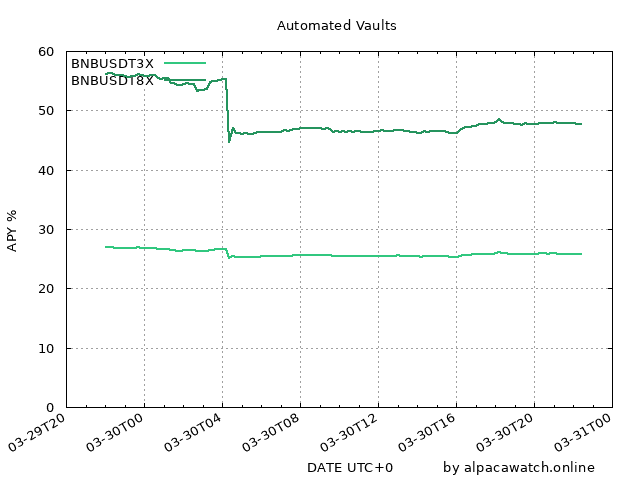 Automated Vaults
BNBUSDT3X
BNBUSDT8X
APY %
60
50
40
30
20
10
0
03-29T20
03-30T00
03-30T04
03-30T08
03-30T12
03-30T16
03-30T20
03-31T00
DATE UTC+0
by alpacawatch.online